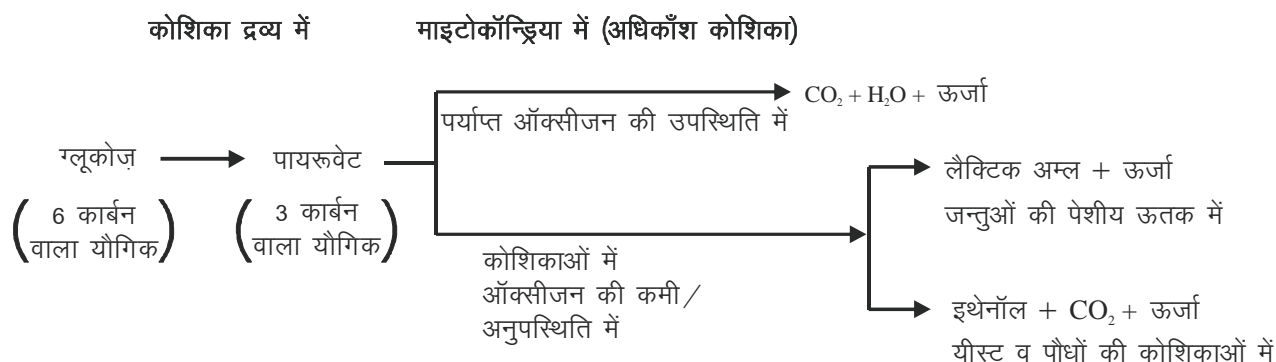 कोशिका द्रव्य में
माइटोकॉन्ड्रिया में (अधिकाँश कोशिका)
CO₂ + H₂O + ऊर्जा
पर्याप्त ऑक्सीजन की उपस्थिति में
ग्लूकोज़
पायरूवेट
(6 कार्बन
वाला यौगिक)
(3 कार्बन
वाला यौगिक)
लैक्टिक अम्ल + ऊर्जा
जन्तुओं की पेशीय ऊतक में
कोशिकाओं में
ऑक्सीजन की कमी/
अनुपस्थिति में
इथेनॉल + CO₂ + ऊर्जा
यीस्ट व पौधों की कोशिकाओं में